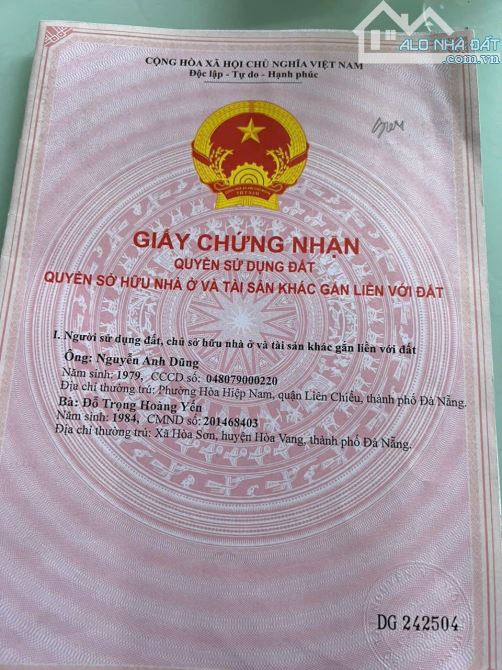 ALO NHÀ ĐẤT
.com.vn
CỘNG HÒA XÃ HỘI CHỦ NGHĨA VIỆT NAM
Độc lập - Tự do - Hạnh phúc
GIẤY CHỨNG NHẬN
QUYỀN SỬ DỤNG ĐẤT
QUYỀN SỞ HỮU NHÀ Ở VÀ TÀI SẢN KHÁC GẮN LIỀN VỚI ĐẤT
I. Người sử dụng đất, chủ sở hữu nhà ở và tài sản khác gắn liền với đất
Ông: Nguyễn Anh Dũng
Năm sinh: 1979, CCCD số: 048079000220
Địa chỉ thường trú: Phường Hòa Hiệp Nam, quận Liên Chiểu, thành phố Đà Nẵng.
Bà: Đỗ Trọng Hoàng Yến
Năm sinh: 1984, CMND số: 201468403
Địa chỉ thường trú: Xã Hòa Sơn, huyện Hòa Vang, thành phố Đà Nẵng.
DG 242504